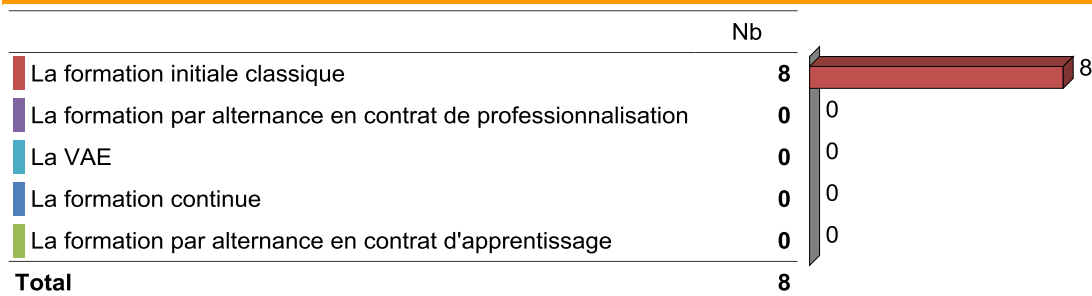 Nb
La formation initiale classique 8 8
La formation par alternance en contrat de professionnalisation 0 0
La VAE 0 0
La formation continue 0 0
La formation par alternance en contrat d'apprentissage 0 0
Total 8